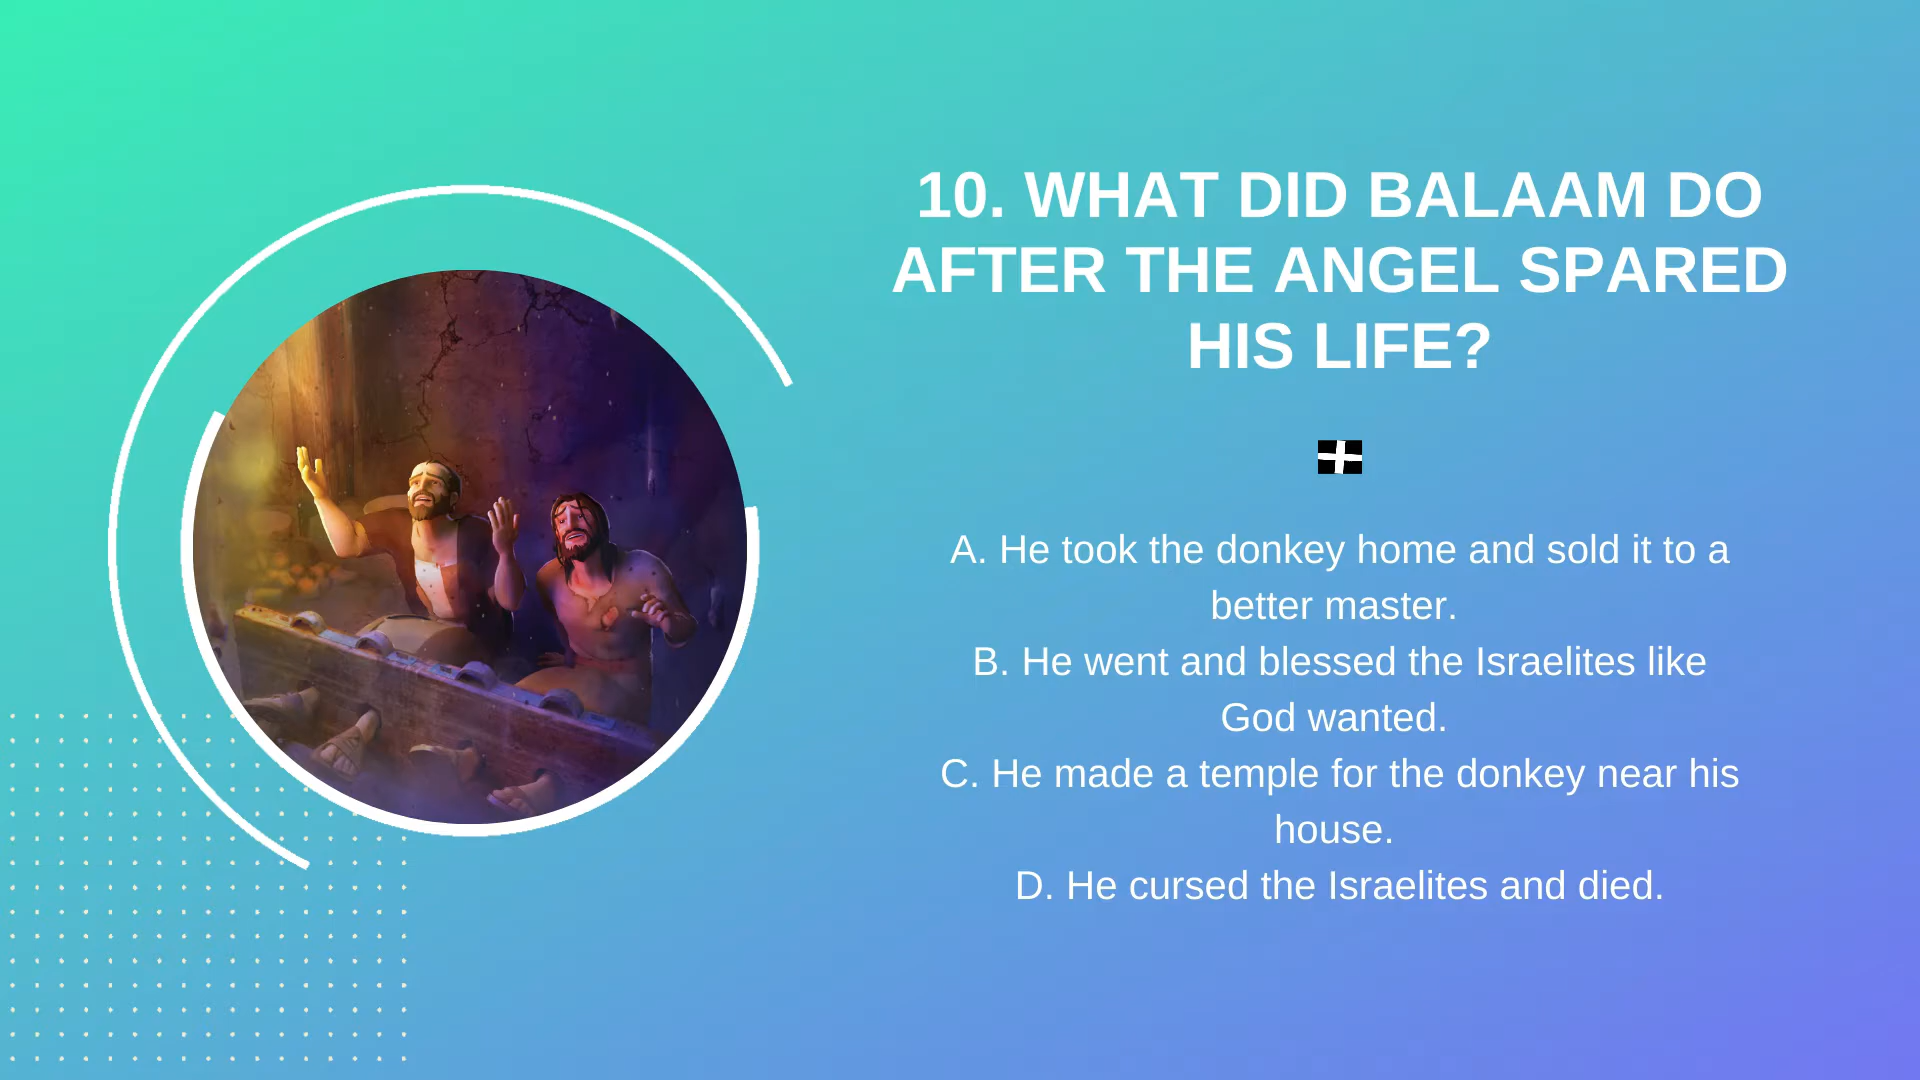 10. WHAT DID BALAAM DO
AFTER THE ANGEL SPARED
HIS LIFE?
A. He took the donkey home and sold it to a
better master.
B. He went and blessed the Israelites like
God wanted.
C. He made a temple for the donkey near his
house.
D. He cursed the Israelites and died.